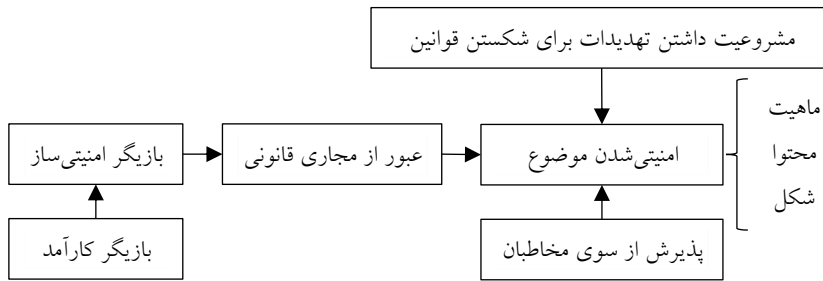 مشروعیت داشتن تهدیدات برای شکستن قوانین
ماهیت
محتوا
شکل
امنیتی‌شدن موضوع
عبور از مجاری قانونی
بازیگر امنیتی‌ساز
پذیرش از سوی مخاطبان
بازیگر کارآمد